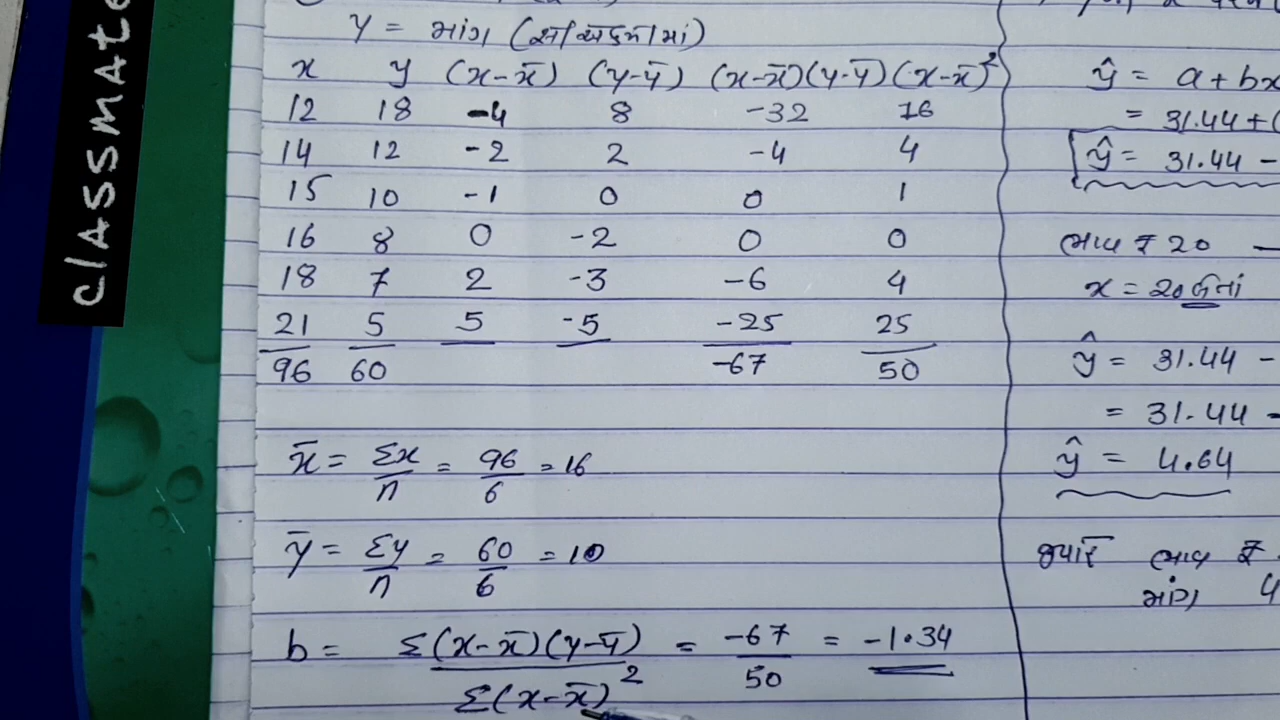 classmate
y = માંગ
x y (x-x̄) (y-ȳ) (x-x̄)(y-ȳ) (x-x̄)²
12 18 -4 8 -32 16
14 12 -2 2 -4 4
15 10 -1 0 0 1
16 8 0 -2 0 0
18 7 2 -3 -6 4
21 5 5 -5 -25 25
96 60 -67 50
x̄ = Σx/n = 96/6 = 16
ȳ = Σy/n = 60/6 = 10
b = Σ(x-x̄)(y-ȳ)/Σ(x-x̄)² = -67/50 = -1.34
ŷ = a + bx
= 31.44 + (
ŷ = 31.44 -
ભાવ ₹ 20 —
x = 20 લેતાં
ŷ = 31.44 -
= 31.44 -
ŷ = 4.64
જ્યારે ભાવ ₹
માંગ 4